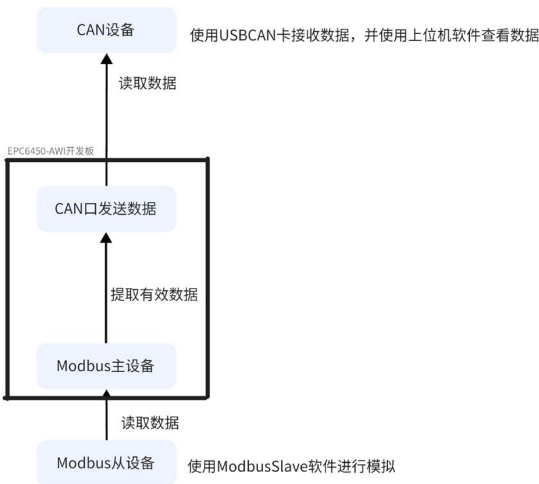 CAN设备
使用USBCAN卡接收数据，并使用上位机软件查看数据
读取数据
EPC6450-AWI开发板
CAN口发送数据
提取有效数据
Modbus主设备
读取数据
Modbus从设备
使用ModbusSlave软件进行模拟